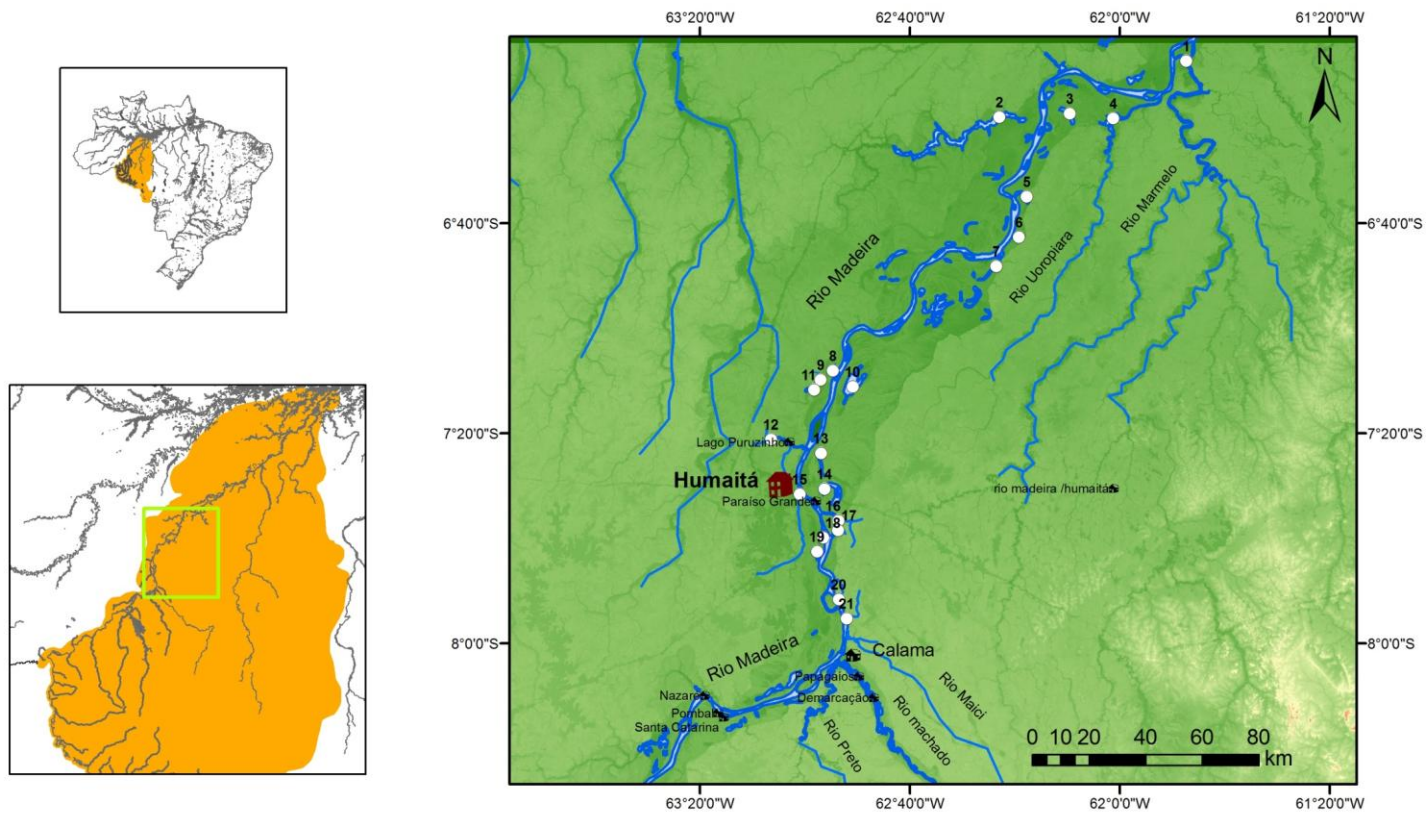 63°20'0"W
62°40'0"W
62°0'0"W
61°20'0"W
N
1
2
3
4
5
6
7
6°40'0"S
6°40'0"S
Rio Madeira
Rio Uoropiara
Rio Marmelo
8
9
10
11
12
13
Lago Puruzinho
7°20'0"S
7°20'0"S
Humaitá
15
14
rio madeira /humaitá
Paraíso Grande
16
17
18
19
20
21
8°0'0"S
8°0'0"S
Rio Madeira
Calama
Papagaios
Demarcação
Nazaré
Pombal
Santa Catarina
Rio Preto
Rio machado
Rio Maici
0 10 20 40 60 80
km
63°20'0"W
62°40'0"W
62°0'0"W
61°20'0"W